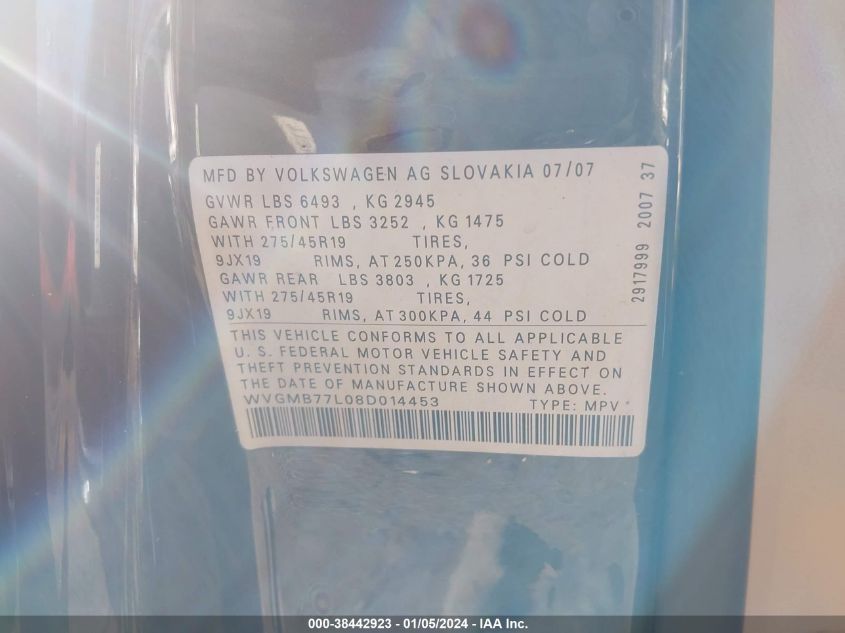 MFD BY VOLKSWAGEN AG SLOVAKIA 07/07
GVWR LBS 6493 , KG 2945
GAWR FRONT LBS 3252 , KG 1475
WITH 275/45R19 TIRES,
9JX19 RIMS, AT 250KPA, 36 PSI COLD
GAWR REAR LBS 3803 , KG 1725
WITH 275/45R19 TIRES,
9JX19 RIMS, AT 300KPA, 44 PSI COLD
THIS VEHICLE CONFORMS TO ALL APPLICABLE
U. S. FEDERAL MOTOR VEHICLE SAFETY AND
THEFT PREVENTION STANDARDS IN EFFECT ON
THE DATE OF MANUFACTURE SHOWN ABOVE.
WVGMB77L08D014453 TYPE: MPV
2917999 2007 37
000-38442923 - 01/05/2024 - IAA Inc.